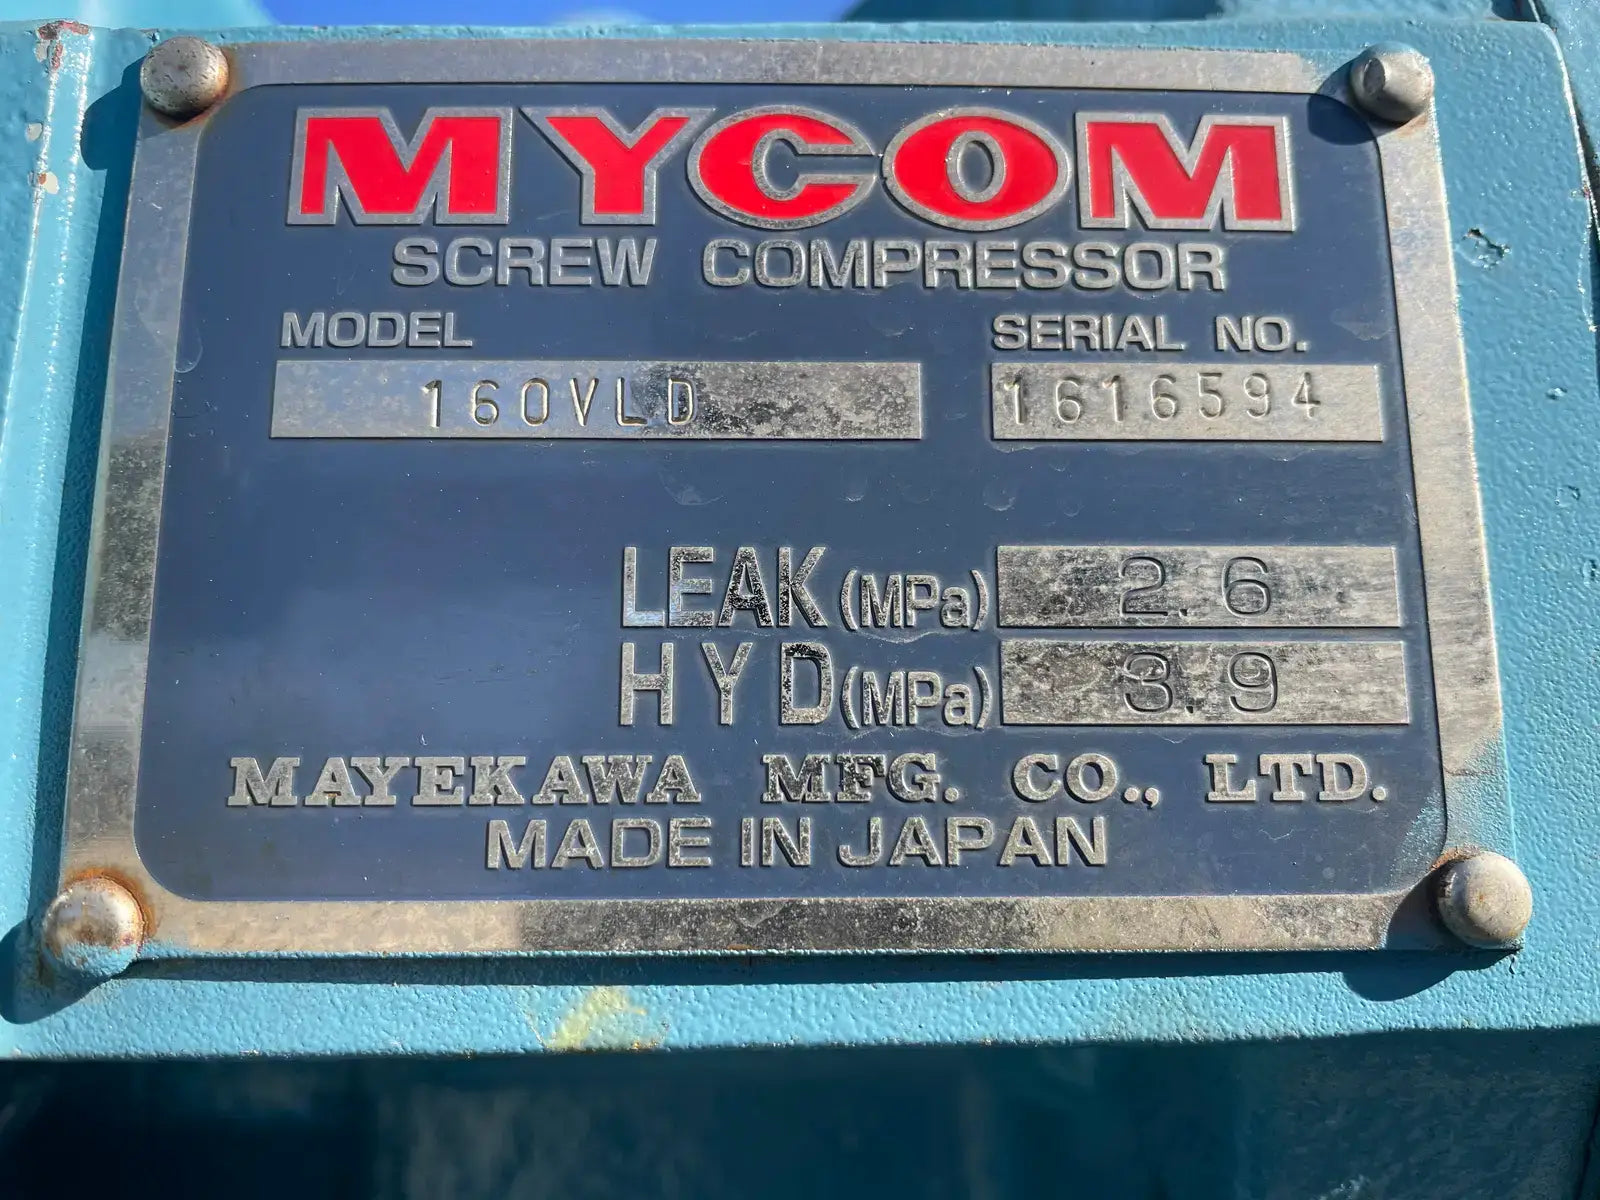 MYCOM
SCREW COMPRESSOR
MODEL SERIAL NO.
160VLD 1616594
LEAK (MPa) 2.6
HYD (MPa) 3.9
MAYEKAWA MFG. CO., LTD.
MADE IN JAPAN